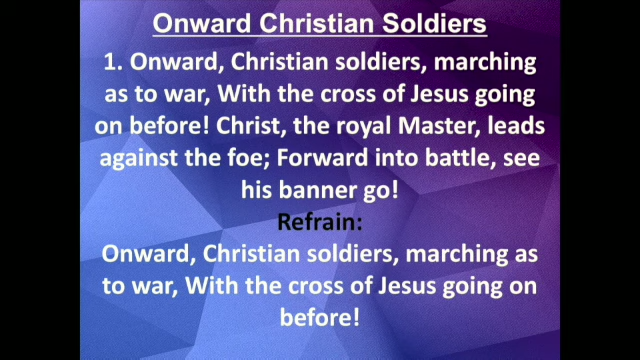 Onward Christian Soldiers
1. Onward, Christian soldiers, marching
as to war, With the cross of Jesus going
on before! Christ, the royal Master, leads
against the foe; Forward into battle, see
his banner go!
Refrain:
Onward, Christian soldiers, marching as
to war, With the cross of Jesus going on
before!